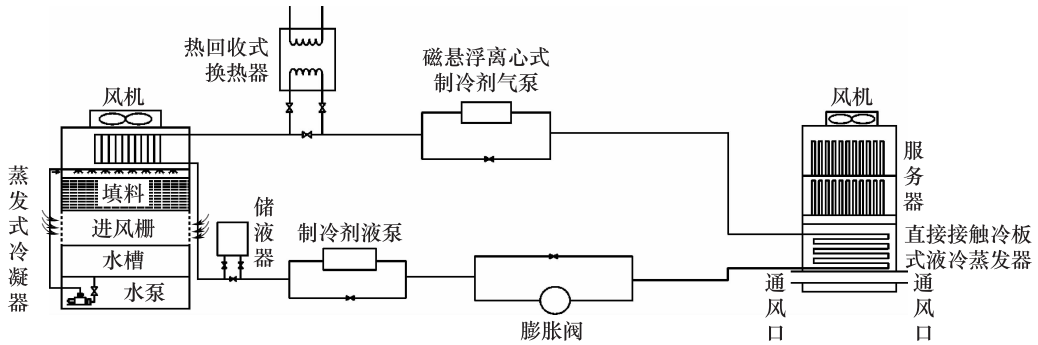 热回收式
换热器
磁悬浮离心式
制冷剂气泵
风机
风机
蒸发式冷凝器
填料
进风栅
水槽
水泵
储液器
制冷剂液泵
膨胀阀
服务器
直接接触冷板
式液冷蒸发器
通风口
通风口